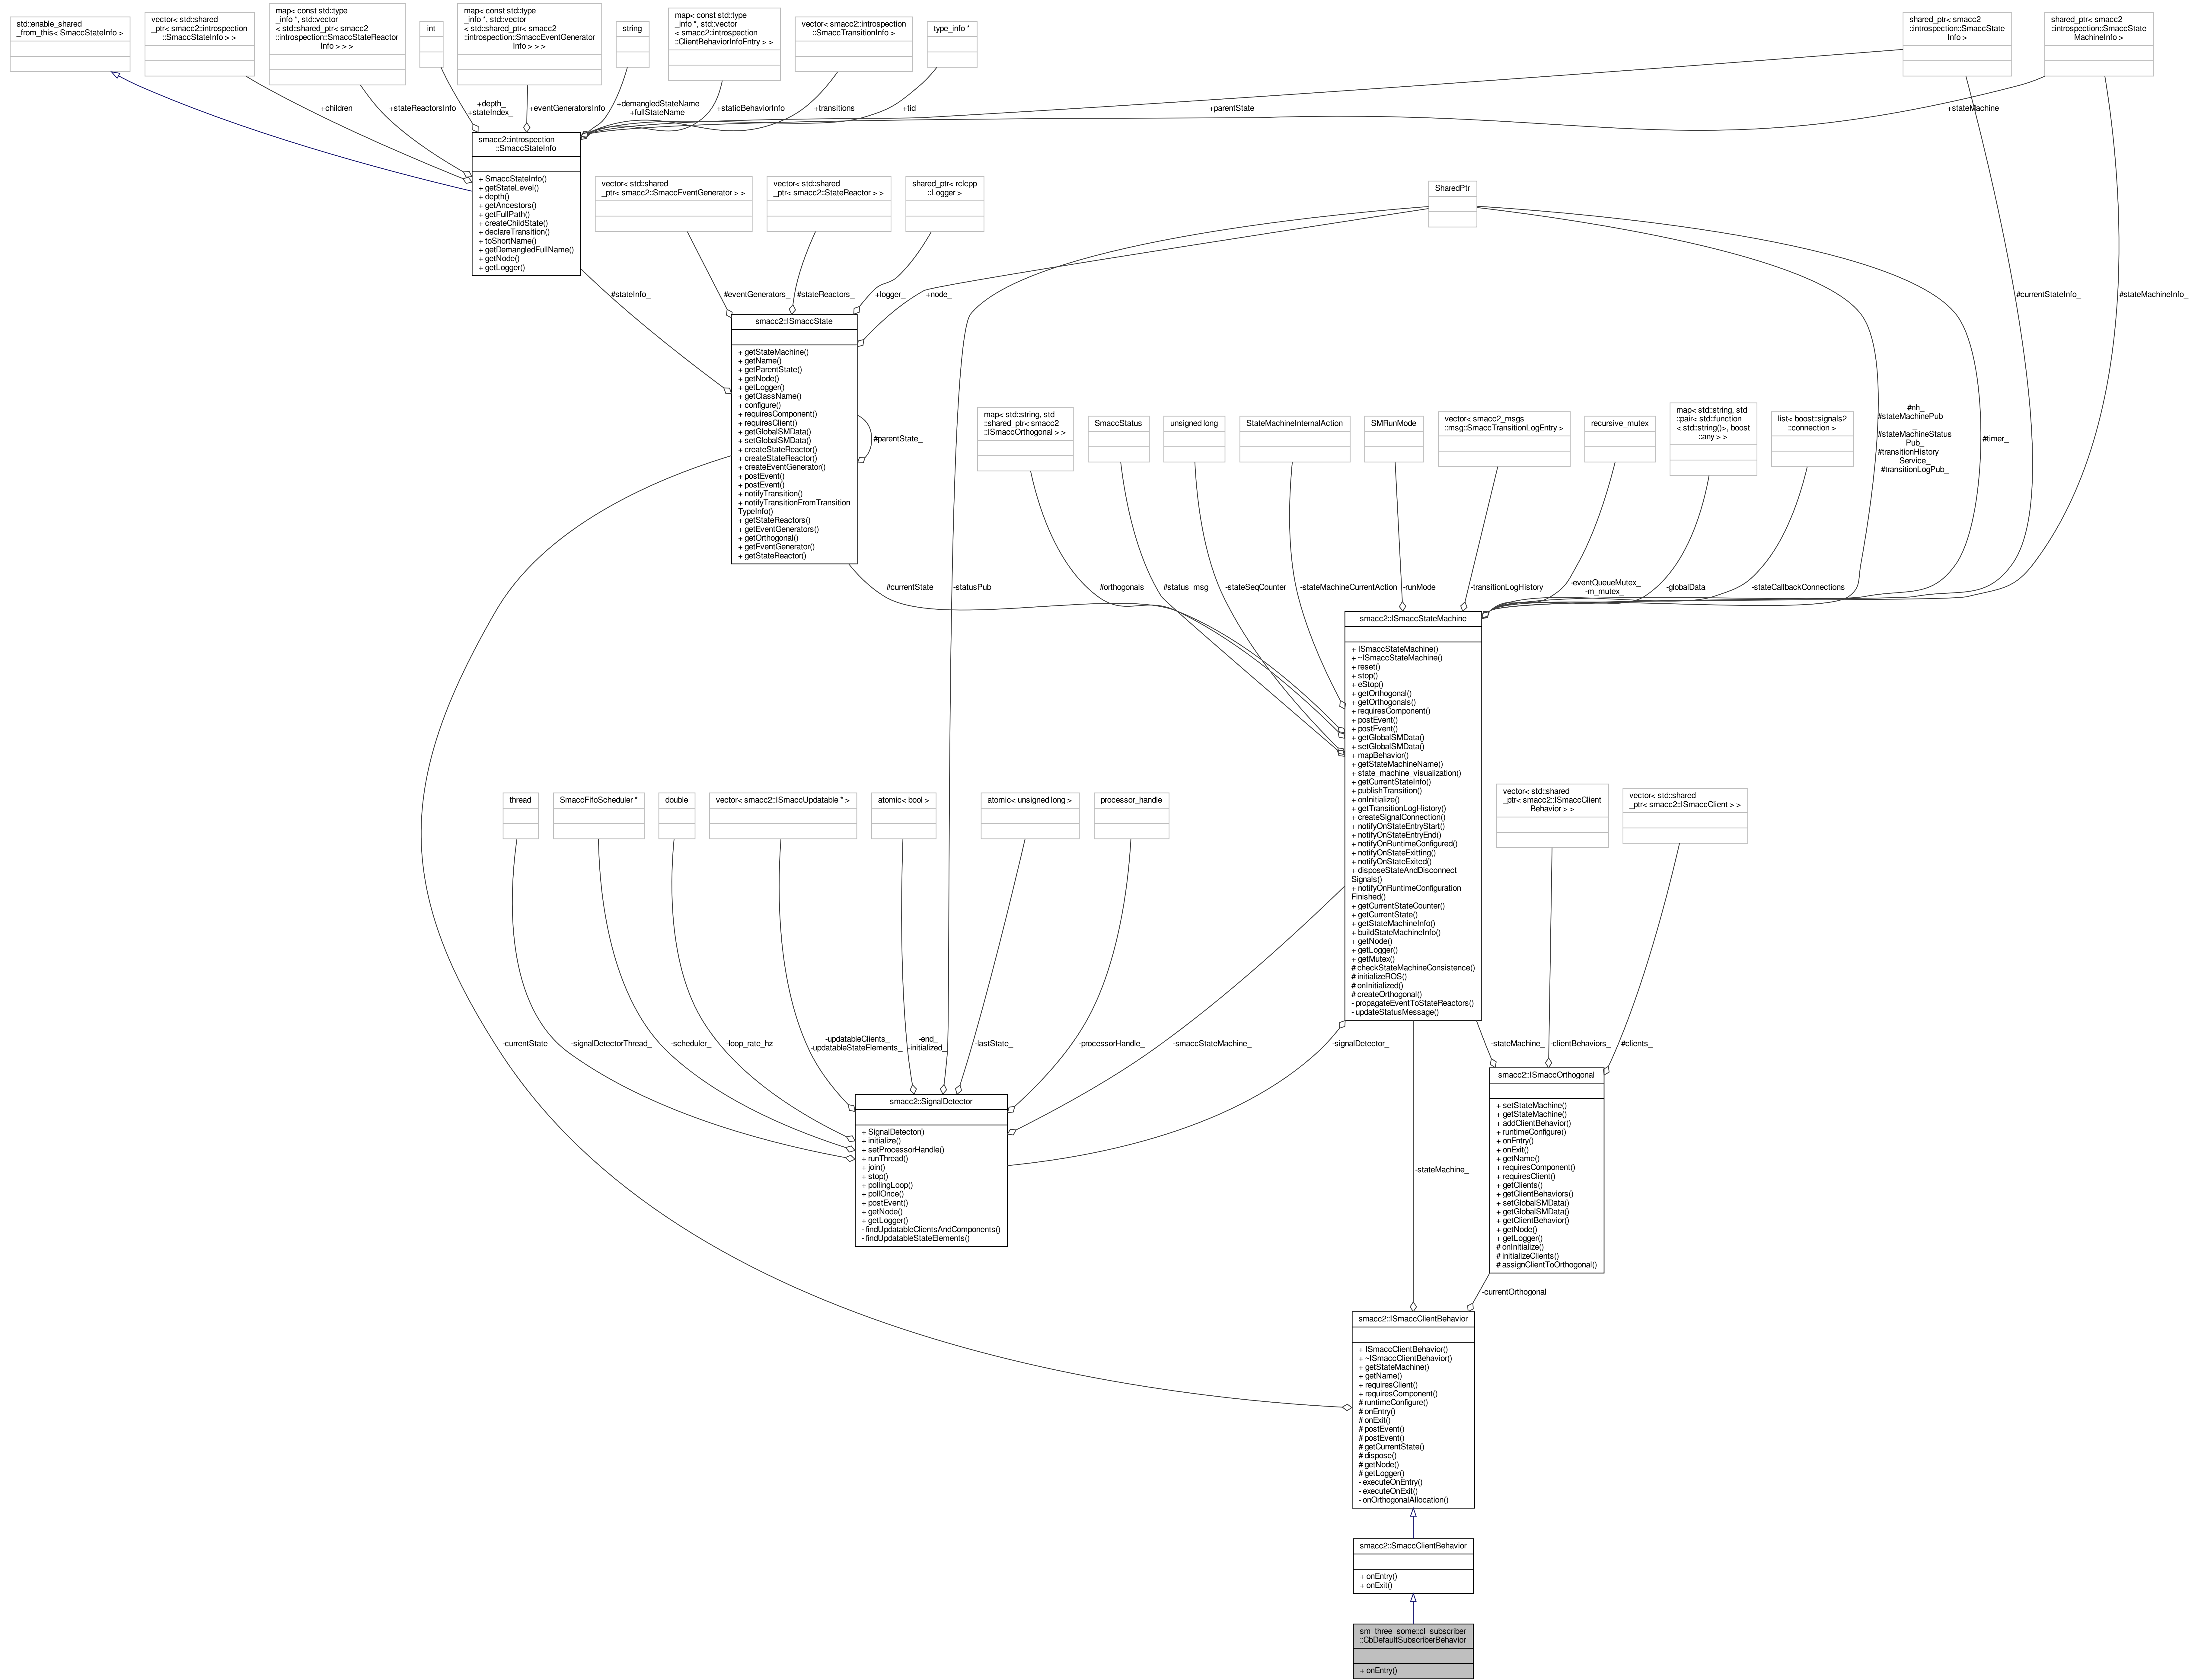 std::enable_shared
_from_this< SmaccStateInfo >
vector< std::shared
_ptr< smacc2::introspection
::SmaccStateInfo > >
map< const std::type
_info *, std::vector
< std::shared_ptr< smacc2
::introspection::SmaccStateReactor
Info > > >
int
map< const std::type
_info *, std::vector
< std::shared_ptr< smacc2
::introspection::SmaccEventGenerator
Info > > >
string
map< const std::type
_info *, std::vector
< smacc2::introspection
::ClientBehaviorInfoEntry > >
vector< smacc2::introspection
::SmaccTransitionInfo >
type_info *
shared_ptr< smacc2
::introspection::SmaccState
Info >
shared_ptr< smacc2
::introspection::SmaccState
MachineInfo >
+children_
+stateReactorsInfo
+depth_
+stateIndex_
+eventGeneratorsInfo
+demangledStateName
+fullStateName
+staticBehaviorInfo
+transitions_
+tid_
+parentState_
+stateMachine_
smacc2::introspection
::SmaccStateInfo
+ SmaccStateInfo()
+ getStateLevel()
+ depth()
+ getAncestors()
+ getFullPath()
+ createChildState()
+ declareTransition()
+ toShortName()
+ getDemangledFullName()
+ getNode()
+ getLogger()
vector< std::shared
_ptr< smacc2::SmaccEventGenerator > >
vector< std::shared
_ptr< smacc2::StateReactor > >
shared_ptr< rclcpp
::Logger >
SharedPtr
#stateInfo_
#eventGenerators_
#stateReactors_
+logger_
+node_
#currentStateInfo_
#stateMachineInfo_
smacc2::ISmaccState
+ getStateMachine()
+ getName()
+ getParentState()
+ getNode()
+ getLogger()
+ getClassName()
+ configure()
+ requiresComponent()
+ requiresClient()
+ getGlobalSMData()
+ setGlobalSMData()
+ createStateReactor()
+ createStateReactor()
+ createEventGenerator()
+ postEvent()
+ postEvent()
+ notifyTransition()
+ notifyTransitionFromTransition
TypeInfo()
+ getStateReactors()
+ getEventGenerators()
+ getOrthogonal()
+ getEventGenerator()
+ getStateReactor()
#parentState_
map< std::string, std
::shared_ptr< smacc2
::ISmaccOrthogonal > >
SmaccStatus
unsigned long
StateMachineInternalAction
SMRunMode
vector< smacc2_msgs
::msg::SmaccTransitionLogEntry >
recursive_mutex
map< std::string, std
::pair< std::function
< std::string()>, boost
::any > >
list< boost::signals2
::connection >
#nh_
#stateMachinePub
_
#stateMachineStatus
Pub_
#transitionHistory
Service_
#transitionLogPub_
#timer_
#currentState_
-statusPub_
#orthogonals_
#status_msg_
-stateSeqCounter_
-stateMachineCurrentAction
-runMode_
-transitionLogHistory_
-eventQueueMutex_
-m_mutex_
-globalData_
-stateCallbackConnections
smacc2::ISmaccStateMachine
+ ISmaccStateMachine()
+ ~ISmaccStateMachine()
+ reset()
+ stop()
+ eStop()
+ getOrthogonal()
+ getOrthogonals()
+ requiresComponent()
+ postEvent()
+ postEvent()
+ getGlobalSMData()
+ setGlobalSMData()
+ mapBehavior()
+ getStateMachineName()
+ state_machine_visualization()
+ getCurrentStateInfo()
+ publishTransition()
+ onInitialize()
+ getTransitionLogHistory()
+ createSignalConnection()
+ notifyOnStateEntryStart()
+ notifyOnStateEntryEnd()
+ notifyOnRuntimeConfigured()
+ notifyOnStateExitting()
+ notifyOnStateExited()
+ disposeStateAndDisconnect
Signals()
+ notifyOnRuntimeConfiguration
Finished()
+ getCurrentStateCounter()
+ getCurrentState()
+ getStateMachineInfo()
+ buildStateMachineInfo()
+ getNode()
+ getLogger()
+ getMutex()
# checkStateMachineConsistence()
# initializeROS()
# onInitialized()
# createOrthogonal()
- propagateEventToStateReactors()
- updateStatusMessage()
thread
SmaccFifoScheduler *
double
vector< smacc2::ISmaccUpdatable * >
atomic< bool >
atomic< unsigned long >
processor_handle
vector< std::shared
_ptr< smacc2::ISmaccClient
Behavior > >
vector< std::shared
_ptr< smacc2::ISmaccClient > >
-currentState
-signalDetectorThread_
-scheduler_
-loop_rate_hz
-updatableClients_
-updatableStateElements_
-end_
-initialized_
-lastState_
-processorHandle_
-smaccStateMachine_
-signalDetector_
-stateMachine_
-clientBehaviors_
#clients_
smacc2::SignalDetector
+ SignalDetector()
+ initialize()
+ setProcessorHandle()
+ runThread()
+ join()
+ stop()
+ pollingLoop()
+ pollOnce()
+ postEvent()
+ getNode()
+ getLogger()
- findUpdatableClientsAndComponents()
- findUpdatableStateElements()
smacc2::ISmaccOrthogonal
+ setStateMachine()
+ getStateMachine()
+ addClientBehavior()
+ runtimeConfigure()
+ onEntry()
+ onExit()
+ getName()
+ requiresComponent()
+ requiresClient()
+ getClients()
+ getClientBehaviors()
+ setGlobalSMData()
+ getGlobalSMData()
+ getClientBehavior()
+ getNode()
+ getLogger()
# onInitialize()
# initializeClients()
# assignClientToOrthogonal()
-stateMachine_
-currentOrthogonal
smacc2::ISmaccClientBehavior
+ ISmaccClientBehavior()
+ ~ISmaccClientBehavior()
+ getStateMachine()
+ getName()
+ requiresClient()
+ requiresComponent()
# runtimeConfigure()
# onEntry()
# onExit()
# postEvent()
# postEvent()
# getCurrentState()
# dispose()
# getNode()
# getLogger()
- executeOnEntry()
- executeOnExit()
- onOrthogonalAllocation()
smacc2::SmaccClientBehavior
+ onEntry()
+ onExit()
sm_three_some::cl_subscriber
::CbDefaultSubscriberBehavior
+ onEntry()